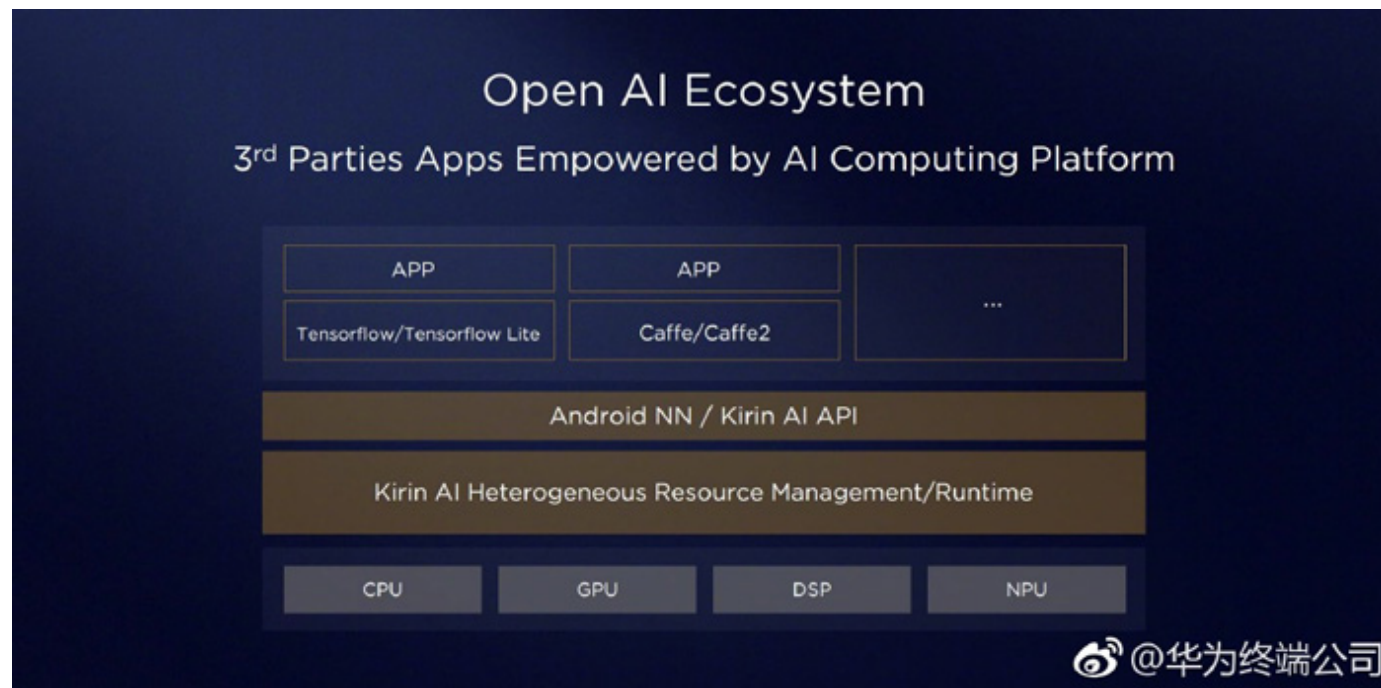 Open AI Ecosystem
3rd Parties Apps Empowered by AI Computing Platform
APP
APP
...
Tensorflow/Tensorflow Lite
Caffe/Caffe2
Android NN / Kirin AI API
Kirin AI Heterogeneous Resource Management/Runtime
CPU
GPU
DSP
NPU
@华为终端公司